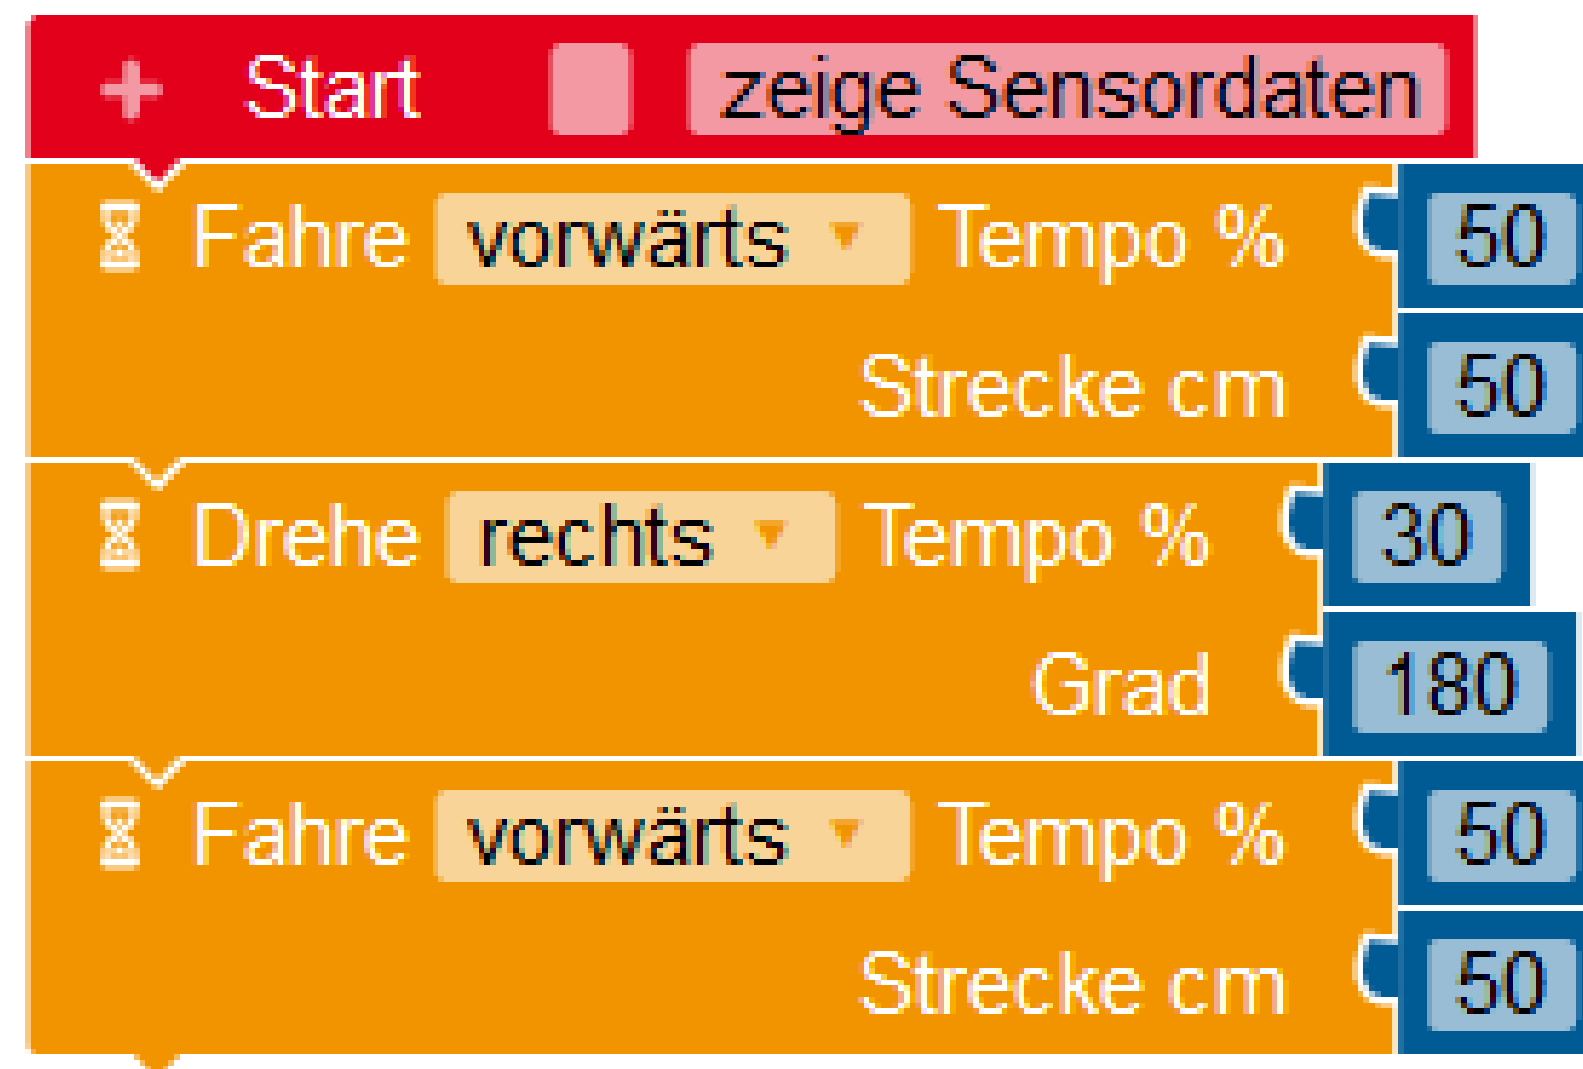 + Start zeige Sensordaten
Fahre vorwärts Tempo % 50
Strecke cm 50
Drehe rechts Tempo % 30
Grad 180
Fahre vorwärts Tempo % 50
Strecke cm 50